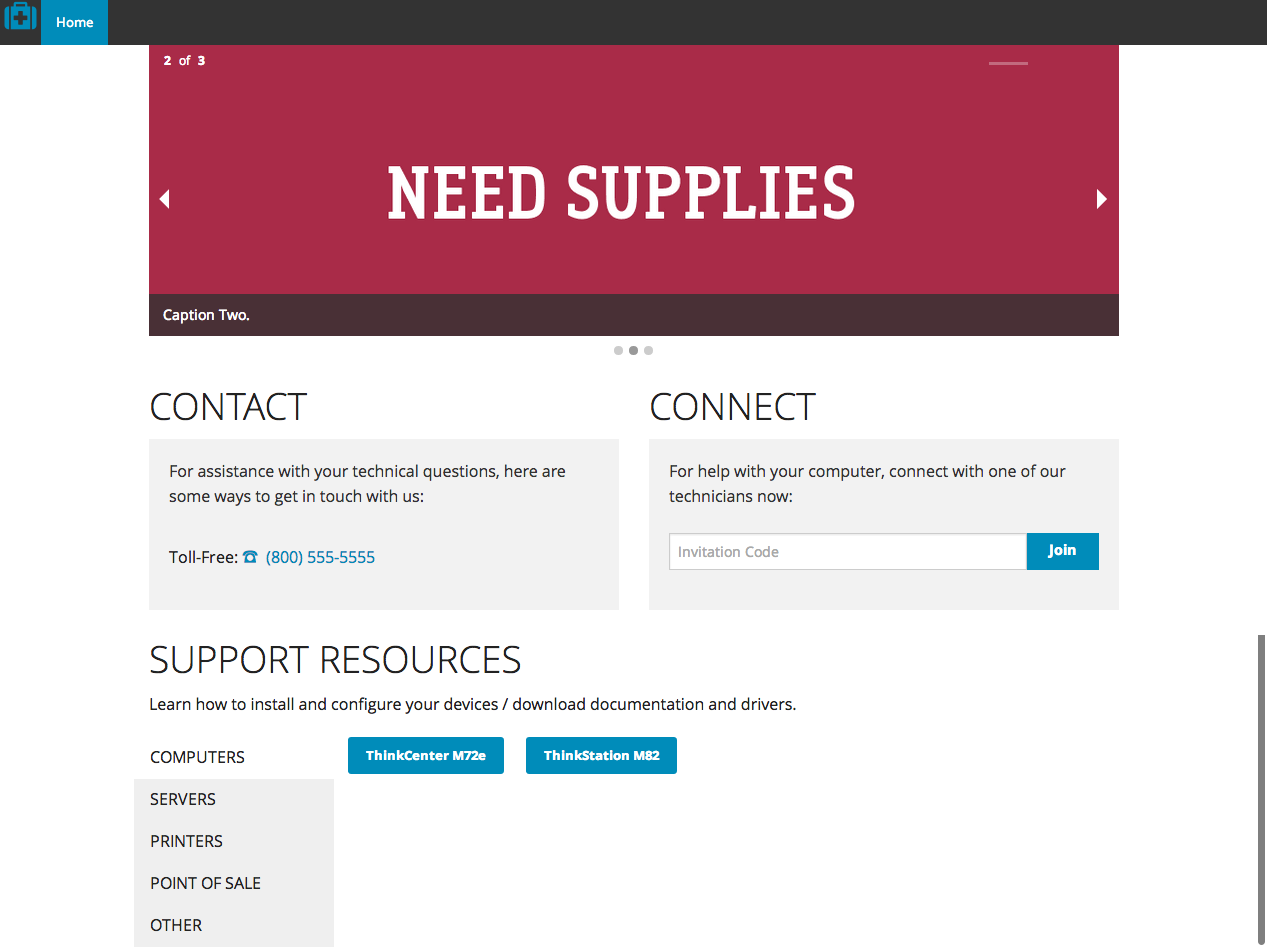 Home
2 of 3
NEED SUPPLIES
Caption Two.
CONTACT
For assistance with your technical questions, here are
some ways to get in touch with us:
Toll-Free: ☎ (800) 555-5555
CONNECT
For help with your computer, connect with one of our
technicians now:
Invitation Code
Join
SUPPORT RESOURCES
Learn how to install and configure your devices / download documentation and drivers.
COMPUTERS
ThinkCenter M72e
ThinkStation M82
SERVERS
PRINTERS
POINT OF SALE
OTHER